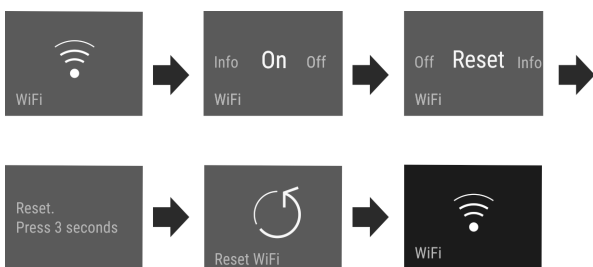 WiFi
Info On Off
WiFi
Off Reset Info
WiFi
Reset.
Press 3 seconds
Reset WiFi
WiFi